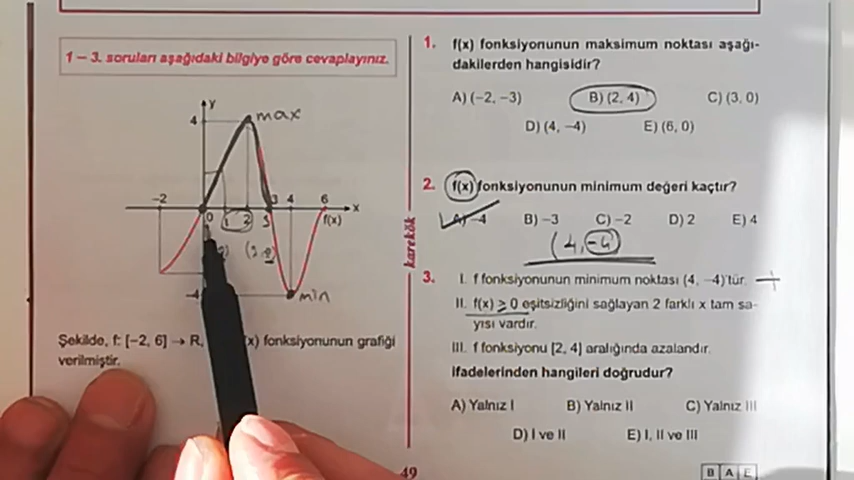 1 – 3. soruları aşağıdaki bilgiye göre cevaplayınız.
y
4
max
-2
0
1
2
3
3
4
6
x
f(x)
-4
min
Şekilde, f: [-2, 6] → R, (x) fonksiyonunun grafiği
verilmiştir.
karekök
1. f(x) fonksiyonunun maksimum noktası aşağı-
dakilerden hangisidir?
A) (-2, -3) B) (2, 4) C) (3, 0)
D) (4, -4) E) (6, 0)
2. f(x) fonksiyonunun minimum değeri kaçtır?
A) -4 B) -3 C) -2 D) 2 E) 4
(4, -4)
3. I. f fonksiyonunun minimum noktası (4, -4)'tür. +
II. f(x) ≥ 0 eşitsizliğini sağlayan 2 farklı x tam sa-
yısı vardır.
III. f fonksiyonu [2, 4] aralığında azalandır.
ifadelerinden hangileri doğrudur?
A) Yalnız I B) Yalnız II C) Yalnız III
D) I ve II E) I, II ve III
49
B A E